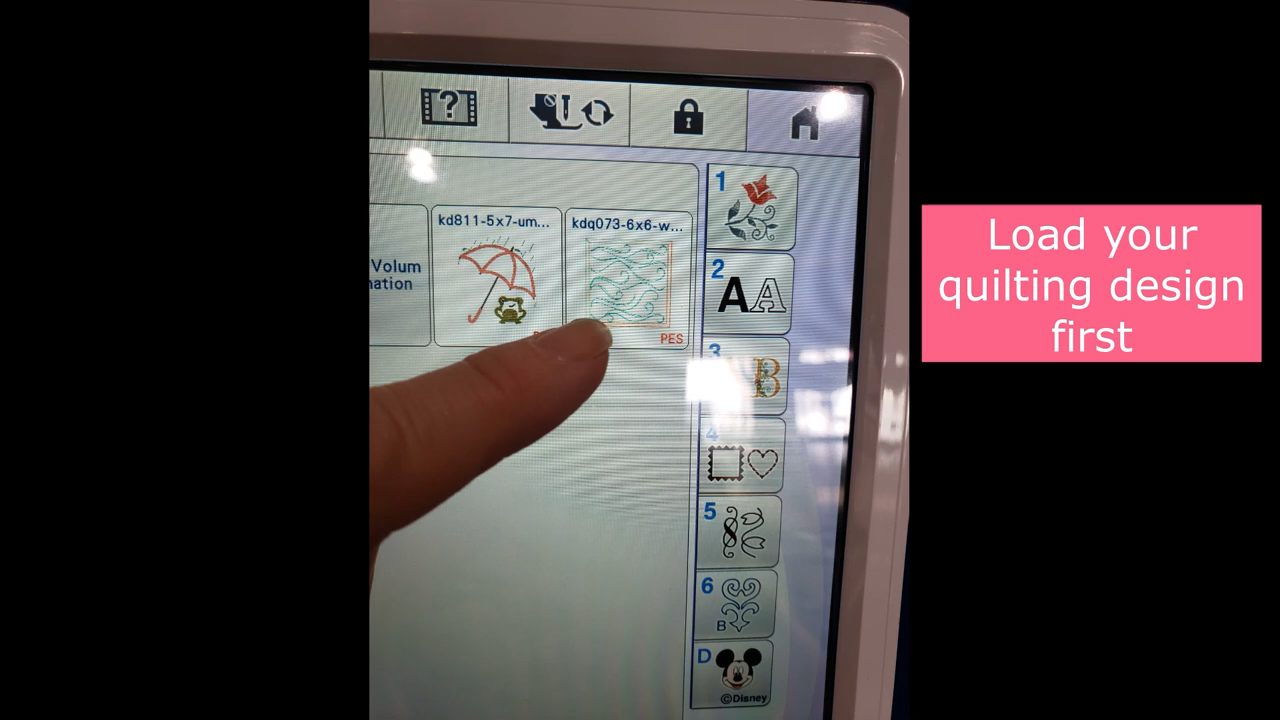 ?
kd811-5x7-um...
kdq073-6x6-w...
Volum
PES
1
2
AA
3
B
4
5
6
B
D
©Disney
Load your
quilting design
first